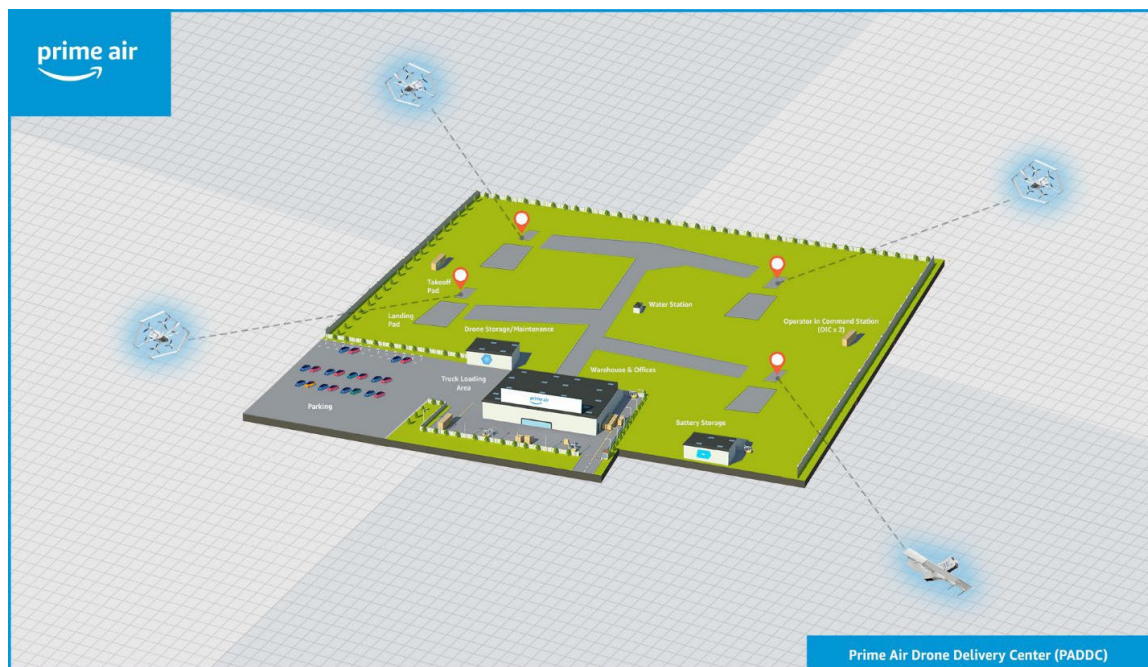 prime air
Takeoff
Pad
Landing
Pad
Water Station
Operator in Command Station
(OIC x 2)
Drone Storage/Maintenance
Warehouse & Offices
Truck Loading
Area
Parking
prime air
Battery Storage
Prime Air Drone Delivery Center (PADDC)